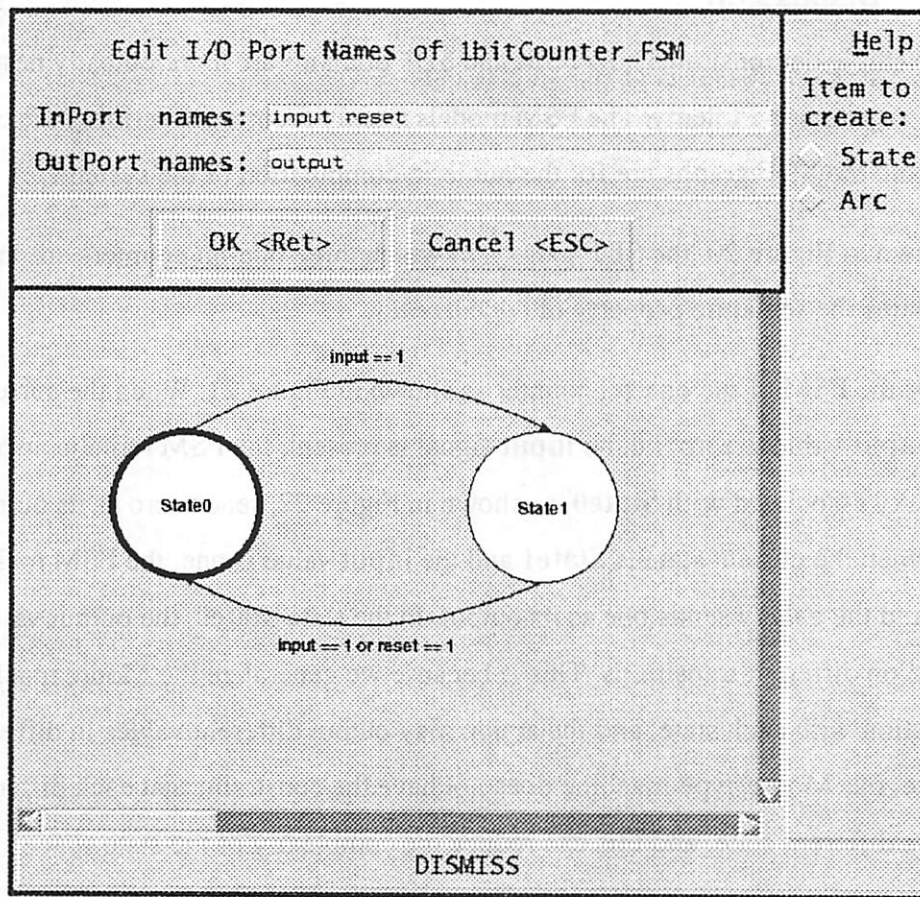 Edit I/O Port Names of 1bitCounter_FSM
InPort names: input reset
OutPort names: output
OK <Ret>
Cancel <ESC>
Help
Item to
create:
State
Arc
input == 1
State0
State1
input == 1 or reset == 1
DISMISS